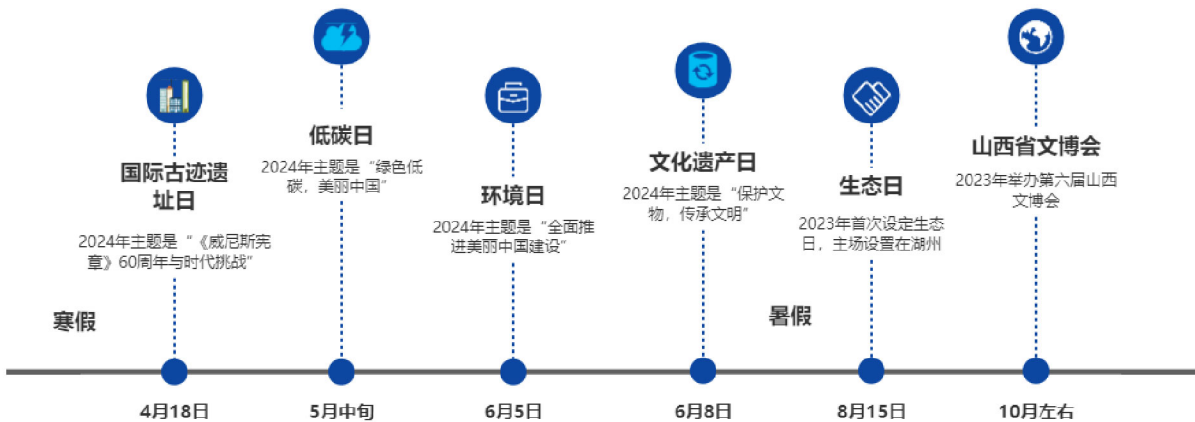 国际古迹遗
址日
2024年主题是“《威尼斯宪
章》60周年与时代挑战”
低碳日
2024年主题是“绿色低
碳，美丽中国”
环境日
2024年主题是“全面推
进美丽中国建设”
文化遗产日
2024年主题是“保护文
物，传承文明”
生态日
2023年首次设定生态
日，主场设置在湖州
山西省文博会
2023年举办第六届山西
文博会
寒假
暑假
4月18日
5月中旬
6月5日
6月8日
8月15日
10月左右